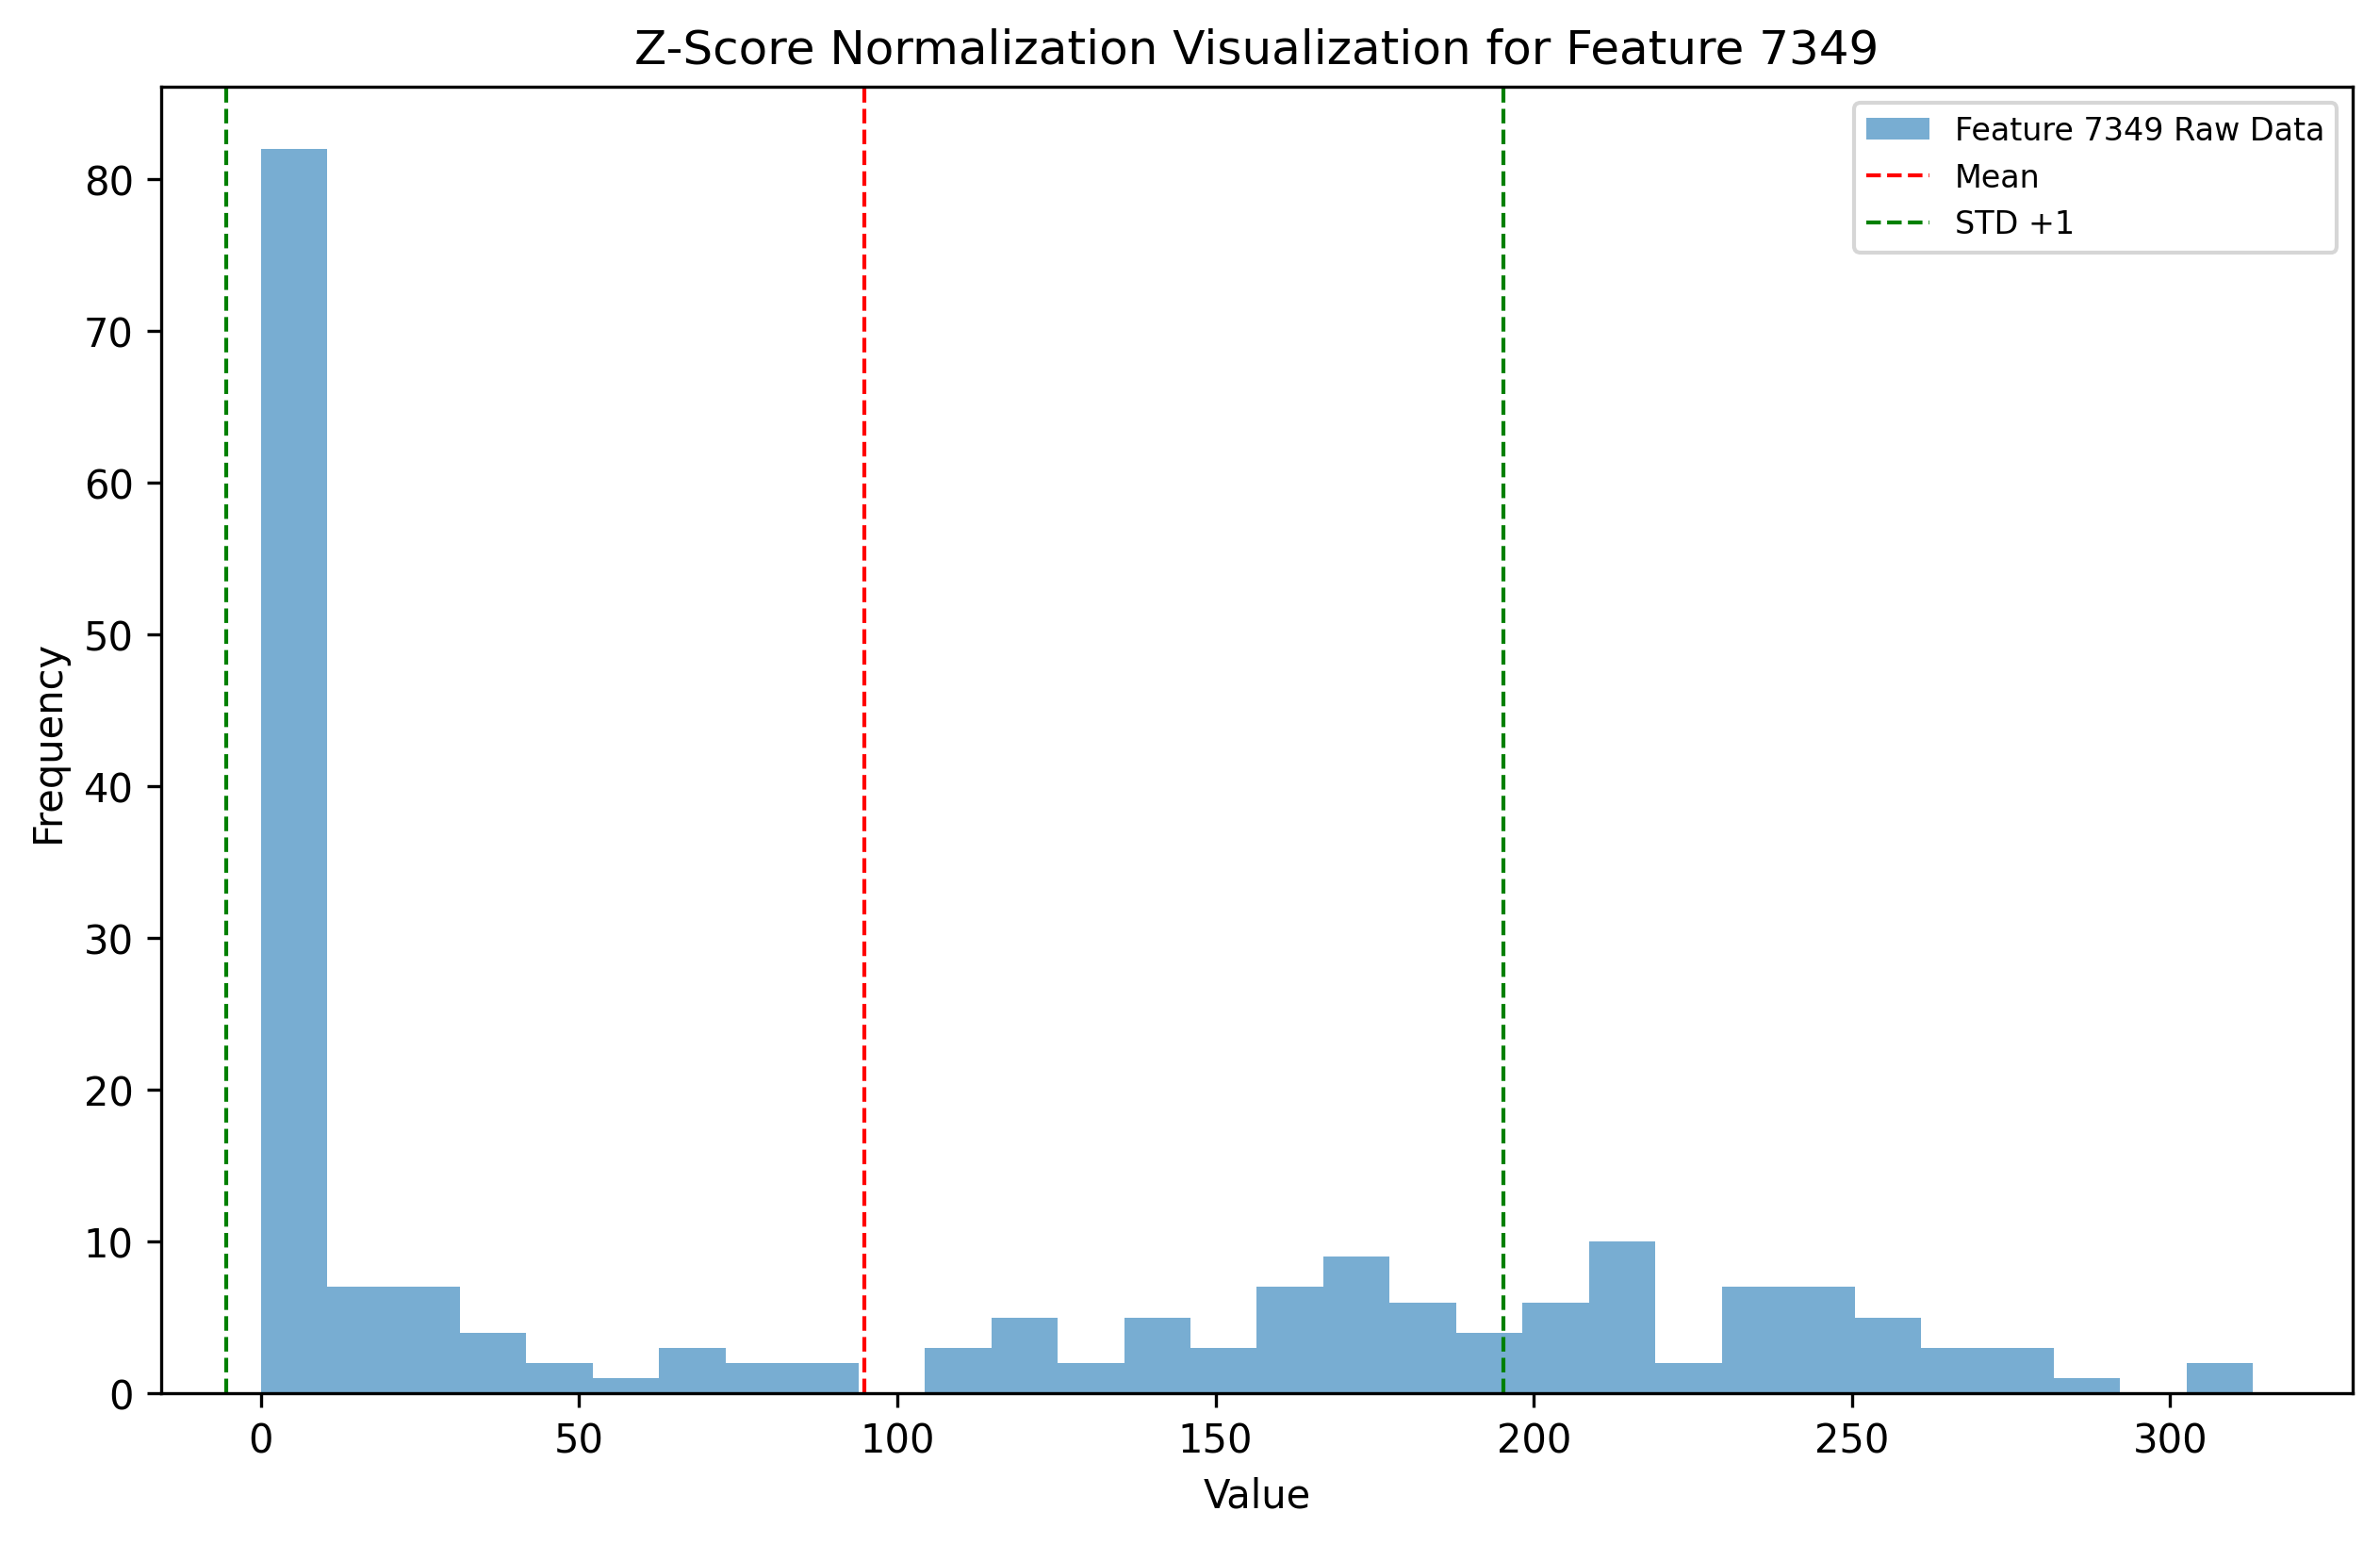 Z-Score Normalization Visualization for Feature 7349
Feature 7349 Raw Data
Mean
STD +1
80
70
60
50
40
30
20
10
0
Frequency
0 50 100 150 200 250 300
Value